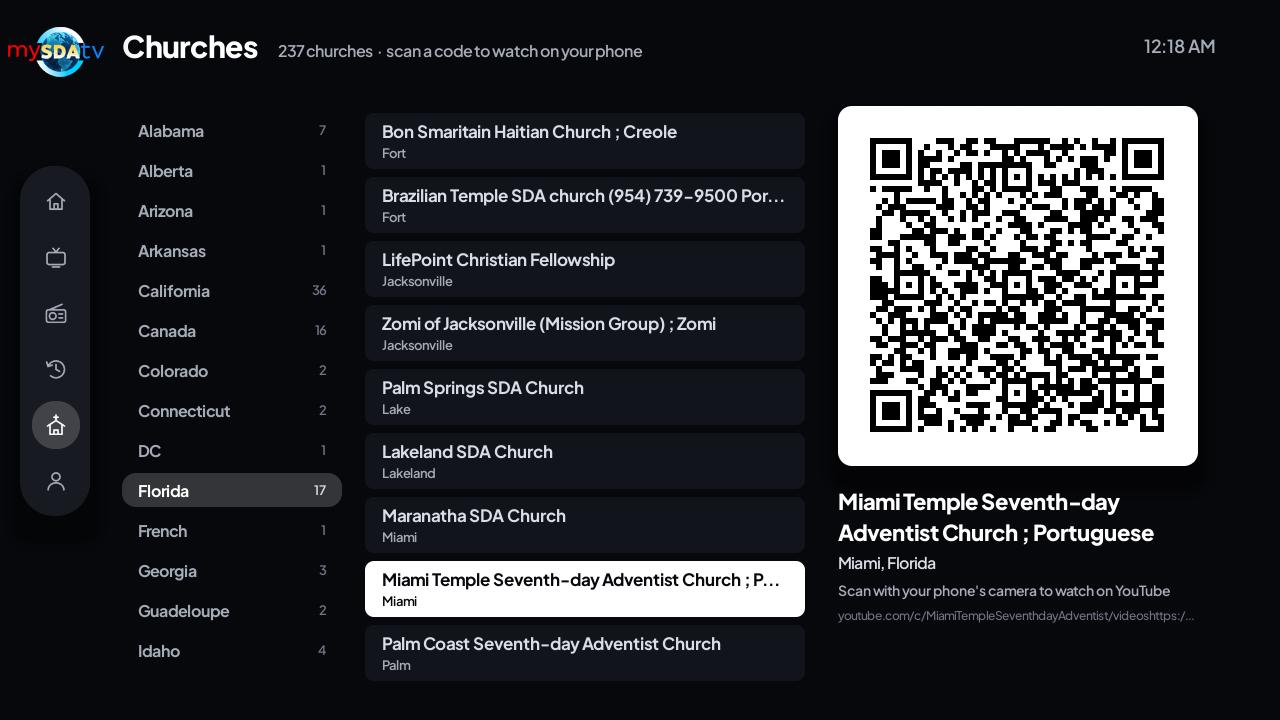 mySDAtv
Churches
237 churches · scan a code to watch on your phone
12:18 AM
Alabama 7
Alberta 1
Arizona 1
Arkansas 1
California 36
Canada 16
Colorado 2
Connecticut 2
DC 1
Florida 17
French 1
Georgia 3
Guadeloupe 2
Idaho 4
Bon Smaritain Haitian Church ; Creole
Fort
Brazilian Temple SDA church (954) 739-9500 Por...
Fort
LifePoint Christian Fellowship
Jacksonville
Zomi of Jacksonville (Mission Group) ; Zomi
Jacksonville
Palm Springs SDA Church
Lake
Lakeland SDA Church
Lakeland
Maranatha SDA Church
Miami
Miami Temple Seventh-day Adventist Church ; P...
Miami
Palm Coast Seventh-day Adventist Church
Palm
Miami Temple Seventh-day
Adventist Church ; Portuguese
Miami, Florida
Scan with your phone's camera to watch on YouTube
youtube.com/c/MiamiTempleSeventhdayAdventist/videoshttps:/...